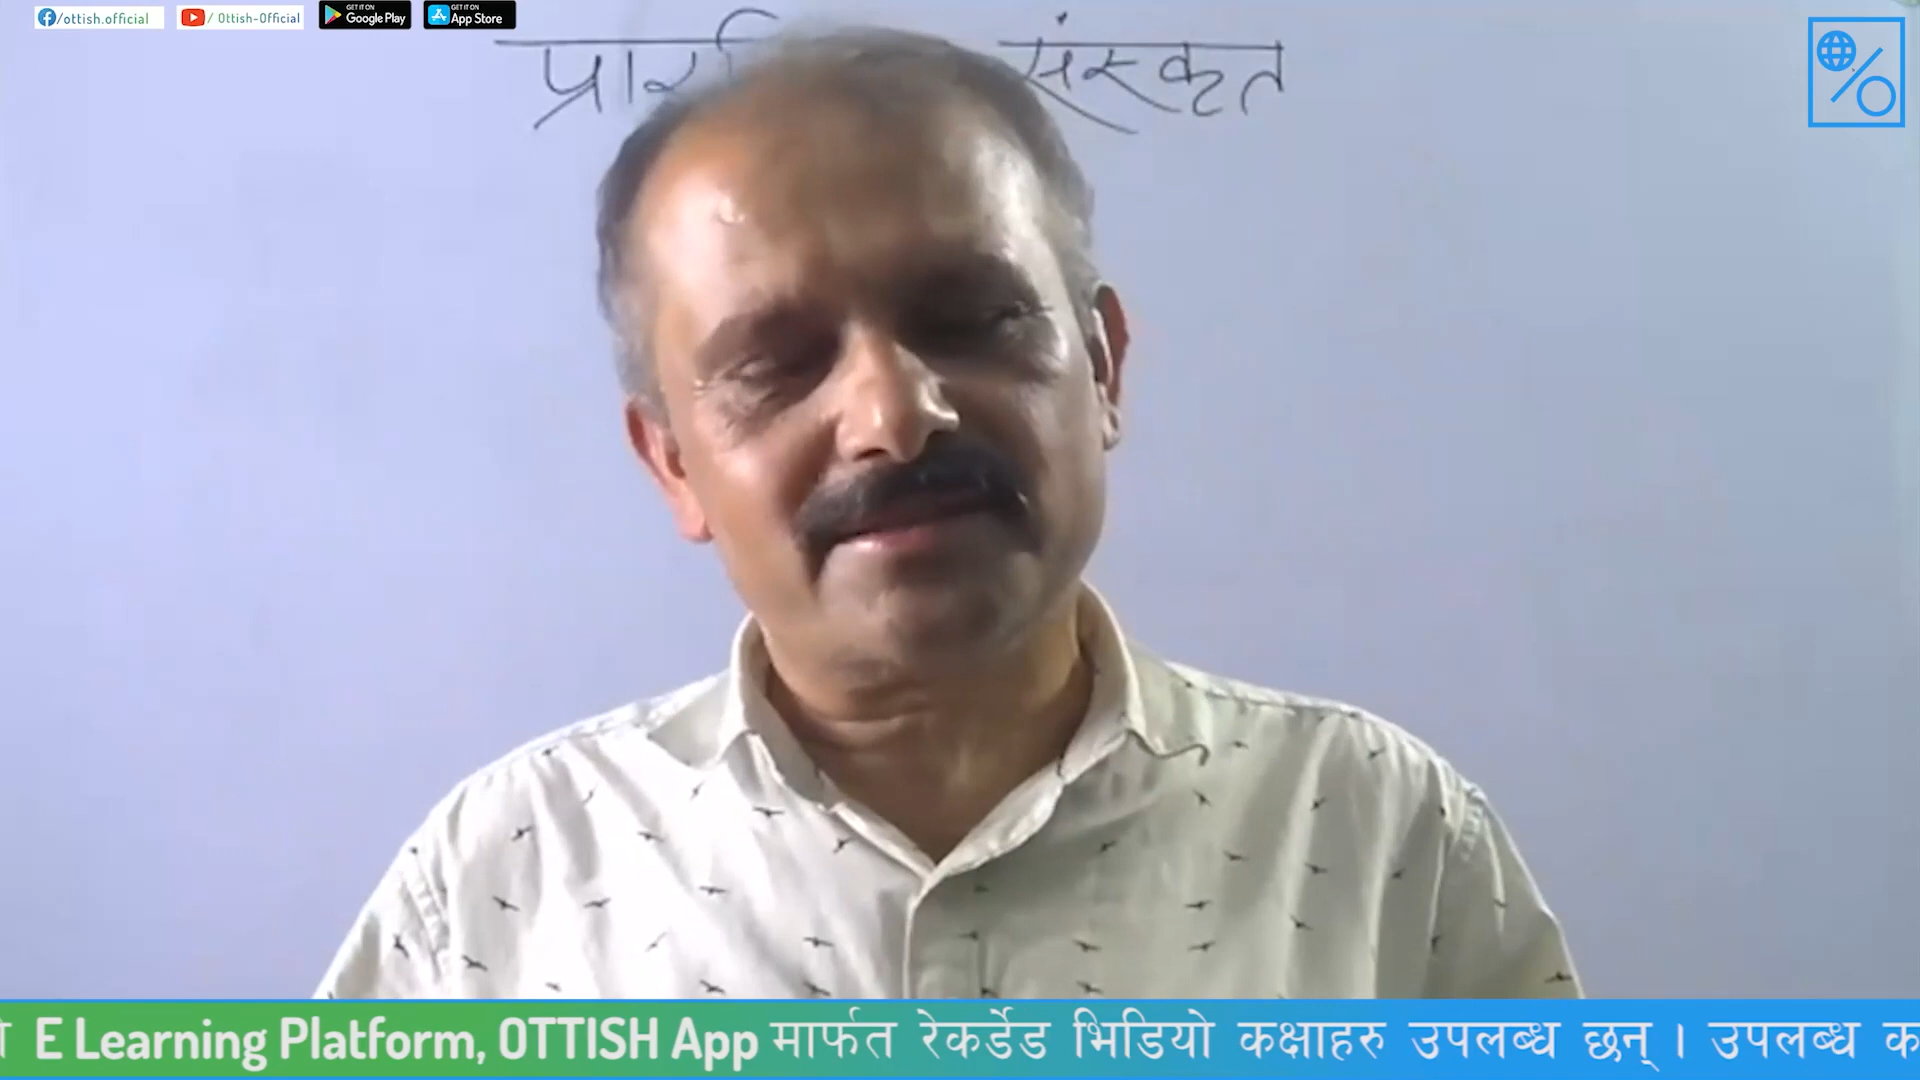 /ottish.official
/ Ottish-Official
GET IT ON
Google Play
GET IT ON
App Store
संस्कृत
E Learning Platform, OTTISH App मार्फत रेकर्डेड भिडियो कक्षाहरु उपलब्ध छन् । उपलब्ध